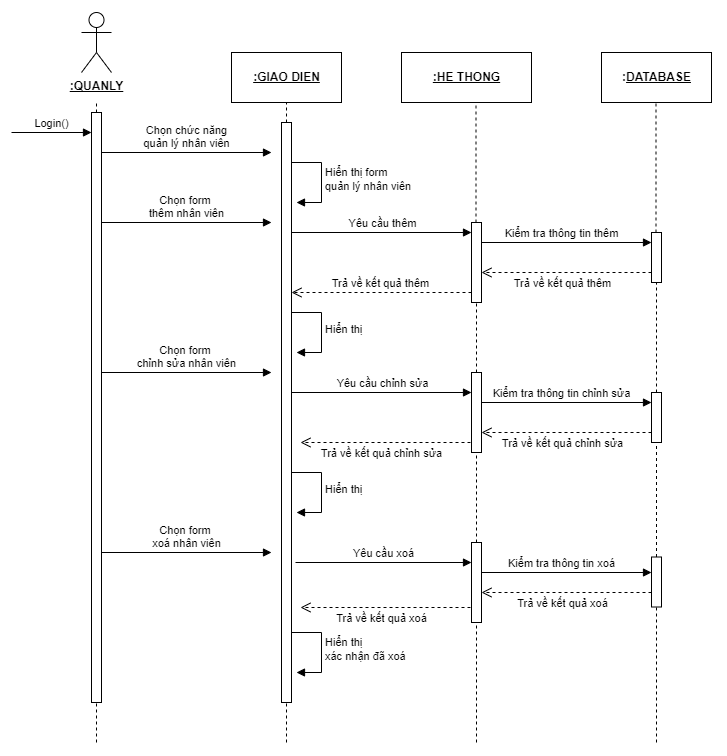 :QUANLY
:GIAO DIEN
:HE THONG
:DATABASE
Login()
Chọn chức năng
quản lý nhân viên
Hiển thị form
quản lý nhân viên
Chọn form
thêm nhân viên
Yêu cầu thêm
Kiểm tra thông tin thêm
Trả về kết quả thêm
Trả về kết quả thêm
Hiển thị
Chọn form
chỉnh sửa nhân viên
Yêu cầu chỉnh sửa
Kiểm tra thông tin chỉnh sửa
Trả về kết quả chỉnh sửa
Trả về kết quả chỉnh sửa
Hiển thị
Chọn form
xoá nhân viên
Yêu cầu xoá
Kiểm tra thông tin xoá
Trả về kết quả xoá
Trả về kết quả xoá
Hiển thị
xác nhận đã xoá